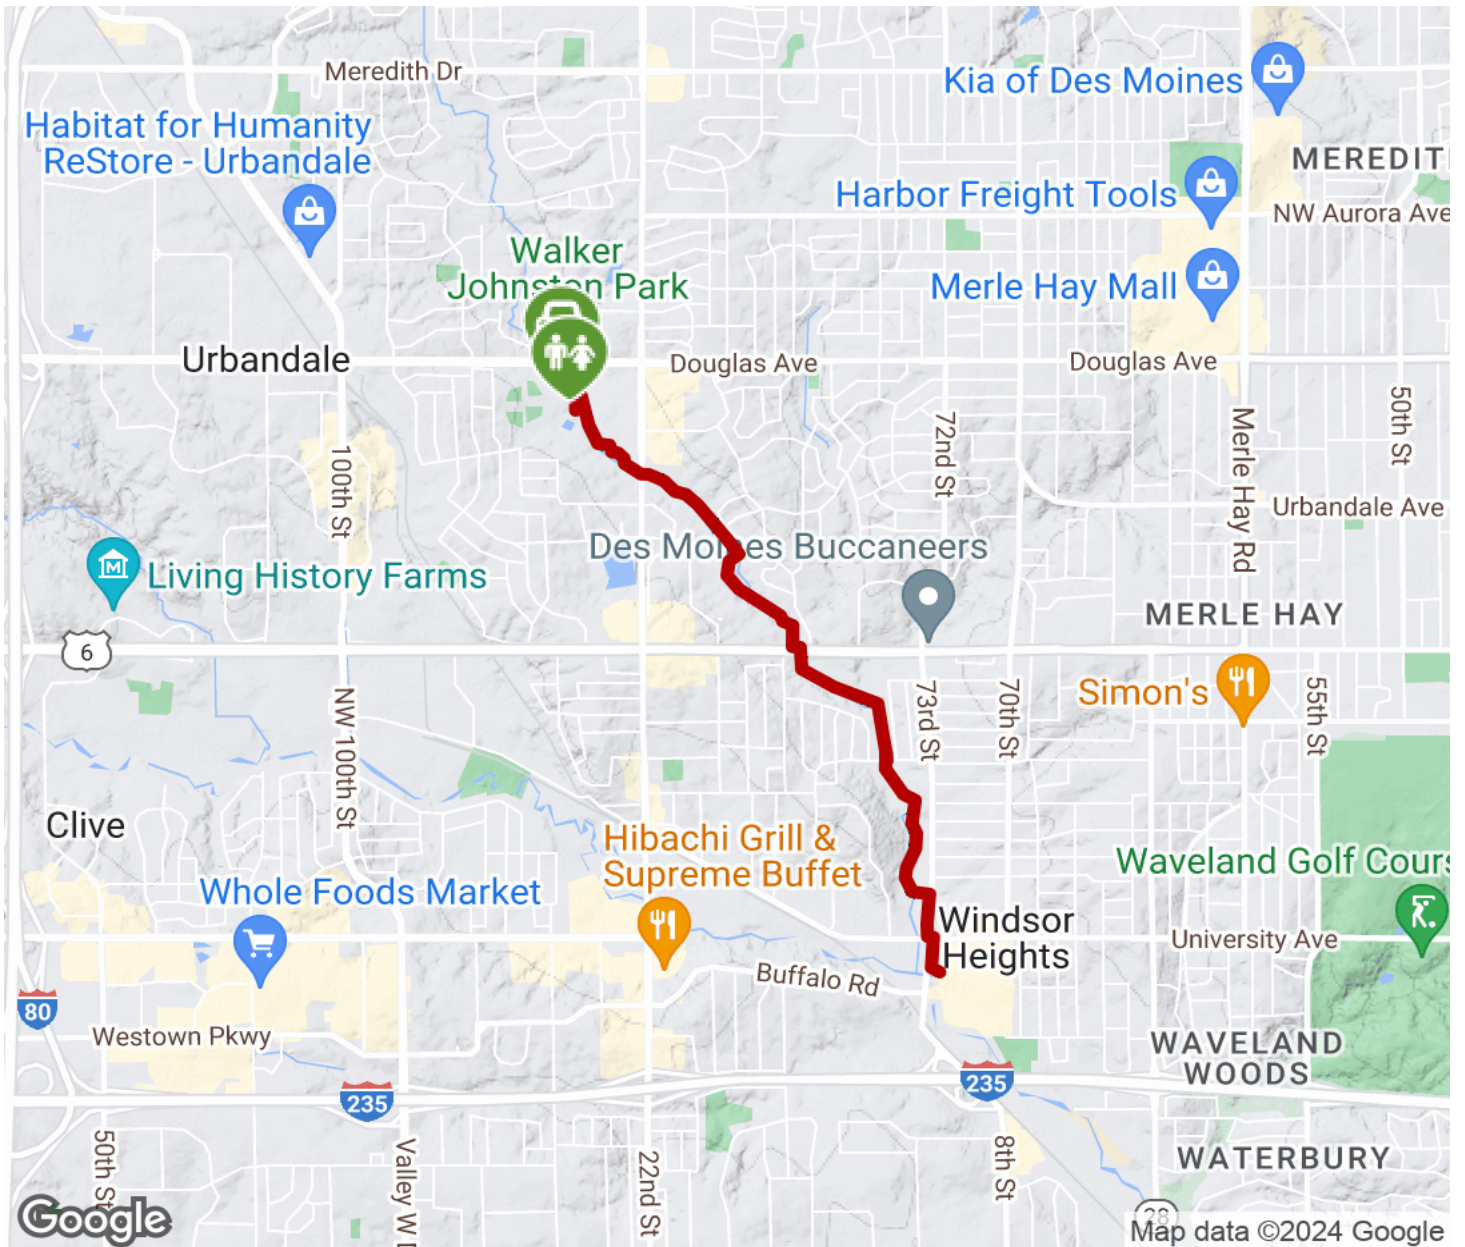 Meredith Dr
Kia of Des Moines
Habitat for Humanity
ReStore - Urbandale
MEREDIT
Harbor Freight Tools
NW Aurora Ave
Walker
Johnston Park
Merle Hay Mall
Urbandale
Douglas Ave
Douglas Ave
50th St
72nd St
Merle Hay Rd
100th St
Urbandale Ave
Des Moines Buccaneers
Living History Farms
MERLE HAY
6
Simon's
73rd St
70th St
55th St
NW 100th St
Clive
Hibachi Grill &
Supreme Buffet
Waveland Golf Cours
Whole Foods Market
Windsor
Heights
University Ave
Buffalo Rd
80
Westown Pkwy
WAVELAND
WOODS
235
235
50th St
Valley W D
22nd St
8th St
WATERBURY
28
Google
Map data ©2024 Google